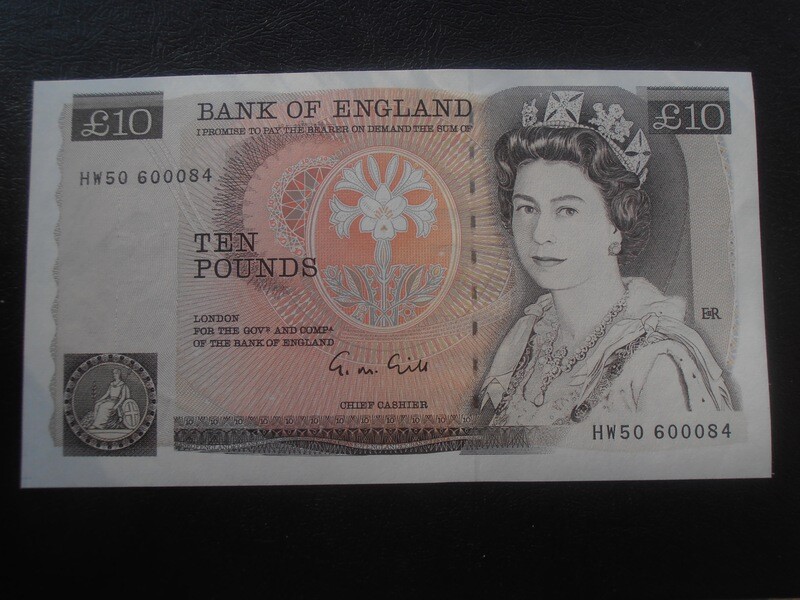 £10
BANK OF ENGLAND
£10
I PROMISE TO PAY THE BEARER ON DEMAND THE SUM OF
HW50 600084
TEN
POUNDS
LONDON
FOR THE GOVR AND COMPA
OF THE BANK OF ENGLAND
EIIR
G. M. Gill
CHIEF CASHIER
HW50 600084